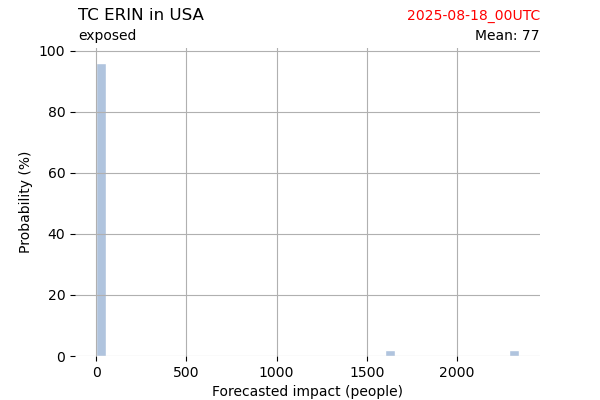 TC ERIN in USA
2025-08-18_00UTC
exposed
Mean: 77
100
80
60
40
20
0
Probability (%)
0 500 1000 1500 2000
Forecasted impact (people)